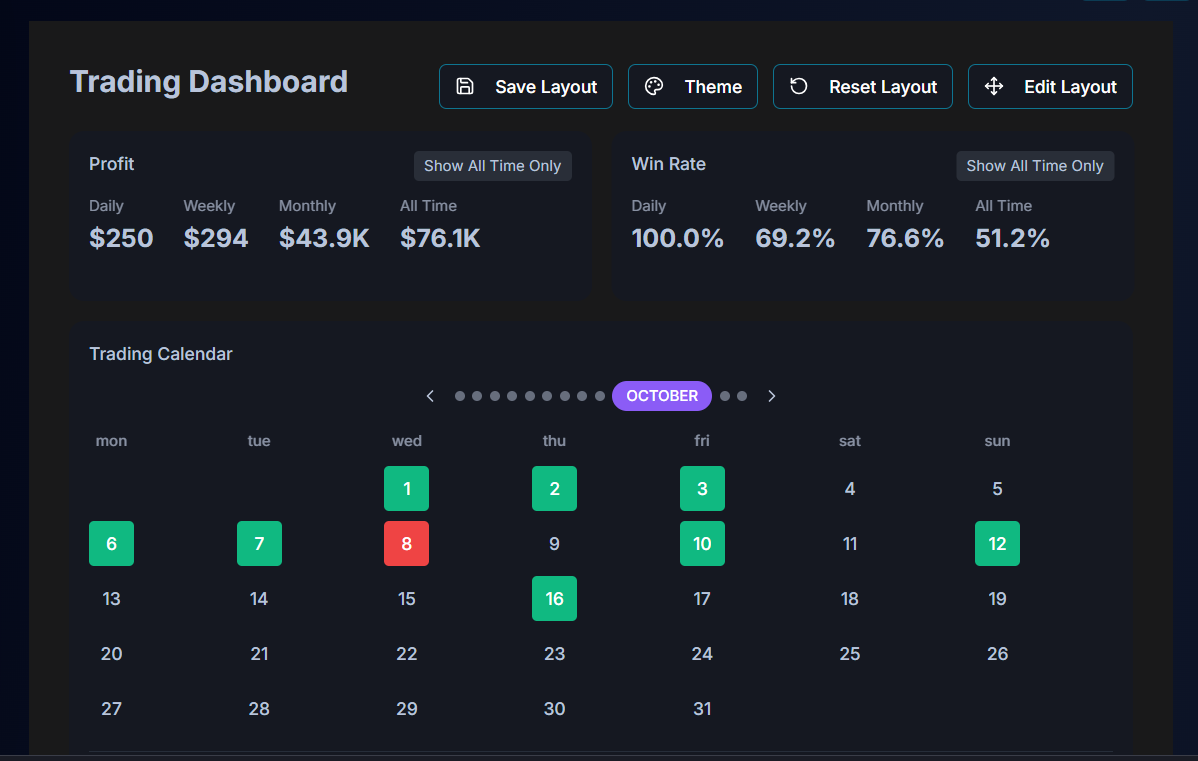 Trading Dashboard
Save Layout
Theme
Reset Layout
Edit Layout
Profit
Show All Time Only
Daily Weekly Monthly All Time
$250 $294 $43.9K $76.1K
Win Rate
Show All Time Only
Daily Weekly Monthly All Time
100.0% 69.2% 76.6% 51.2%
Trading Calendar
OCTOBER
mon tue wed thu fri sat sun
1 2 3 4 5
6 7 8 9 10 11 12
13 14 15 16 17 18 19
20 21 22 23 24 25 26
27 28 29 30 31